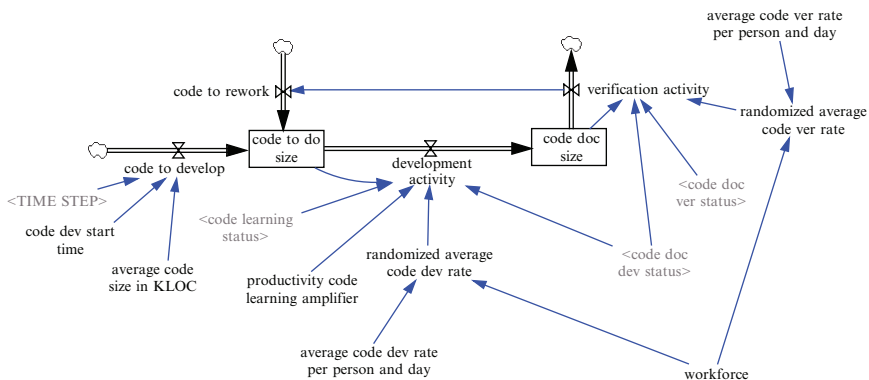 average code ver rate
per person and day
code to rework
verification activity
randomized average
code ver rate
code to do
size
code doc
size
development
activity
code to develop
<TIME STEP>
<code doc
ver status>
<code learning
status>
code dev start
time
randomized average
code dev rate
<code doc
dev status>
average code
size in KLOC
productivity code
learning amplifier
average code dev rate
per person and day
workforce